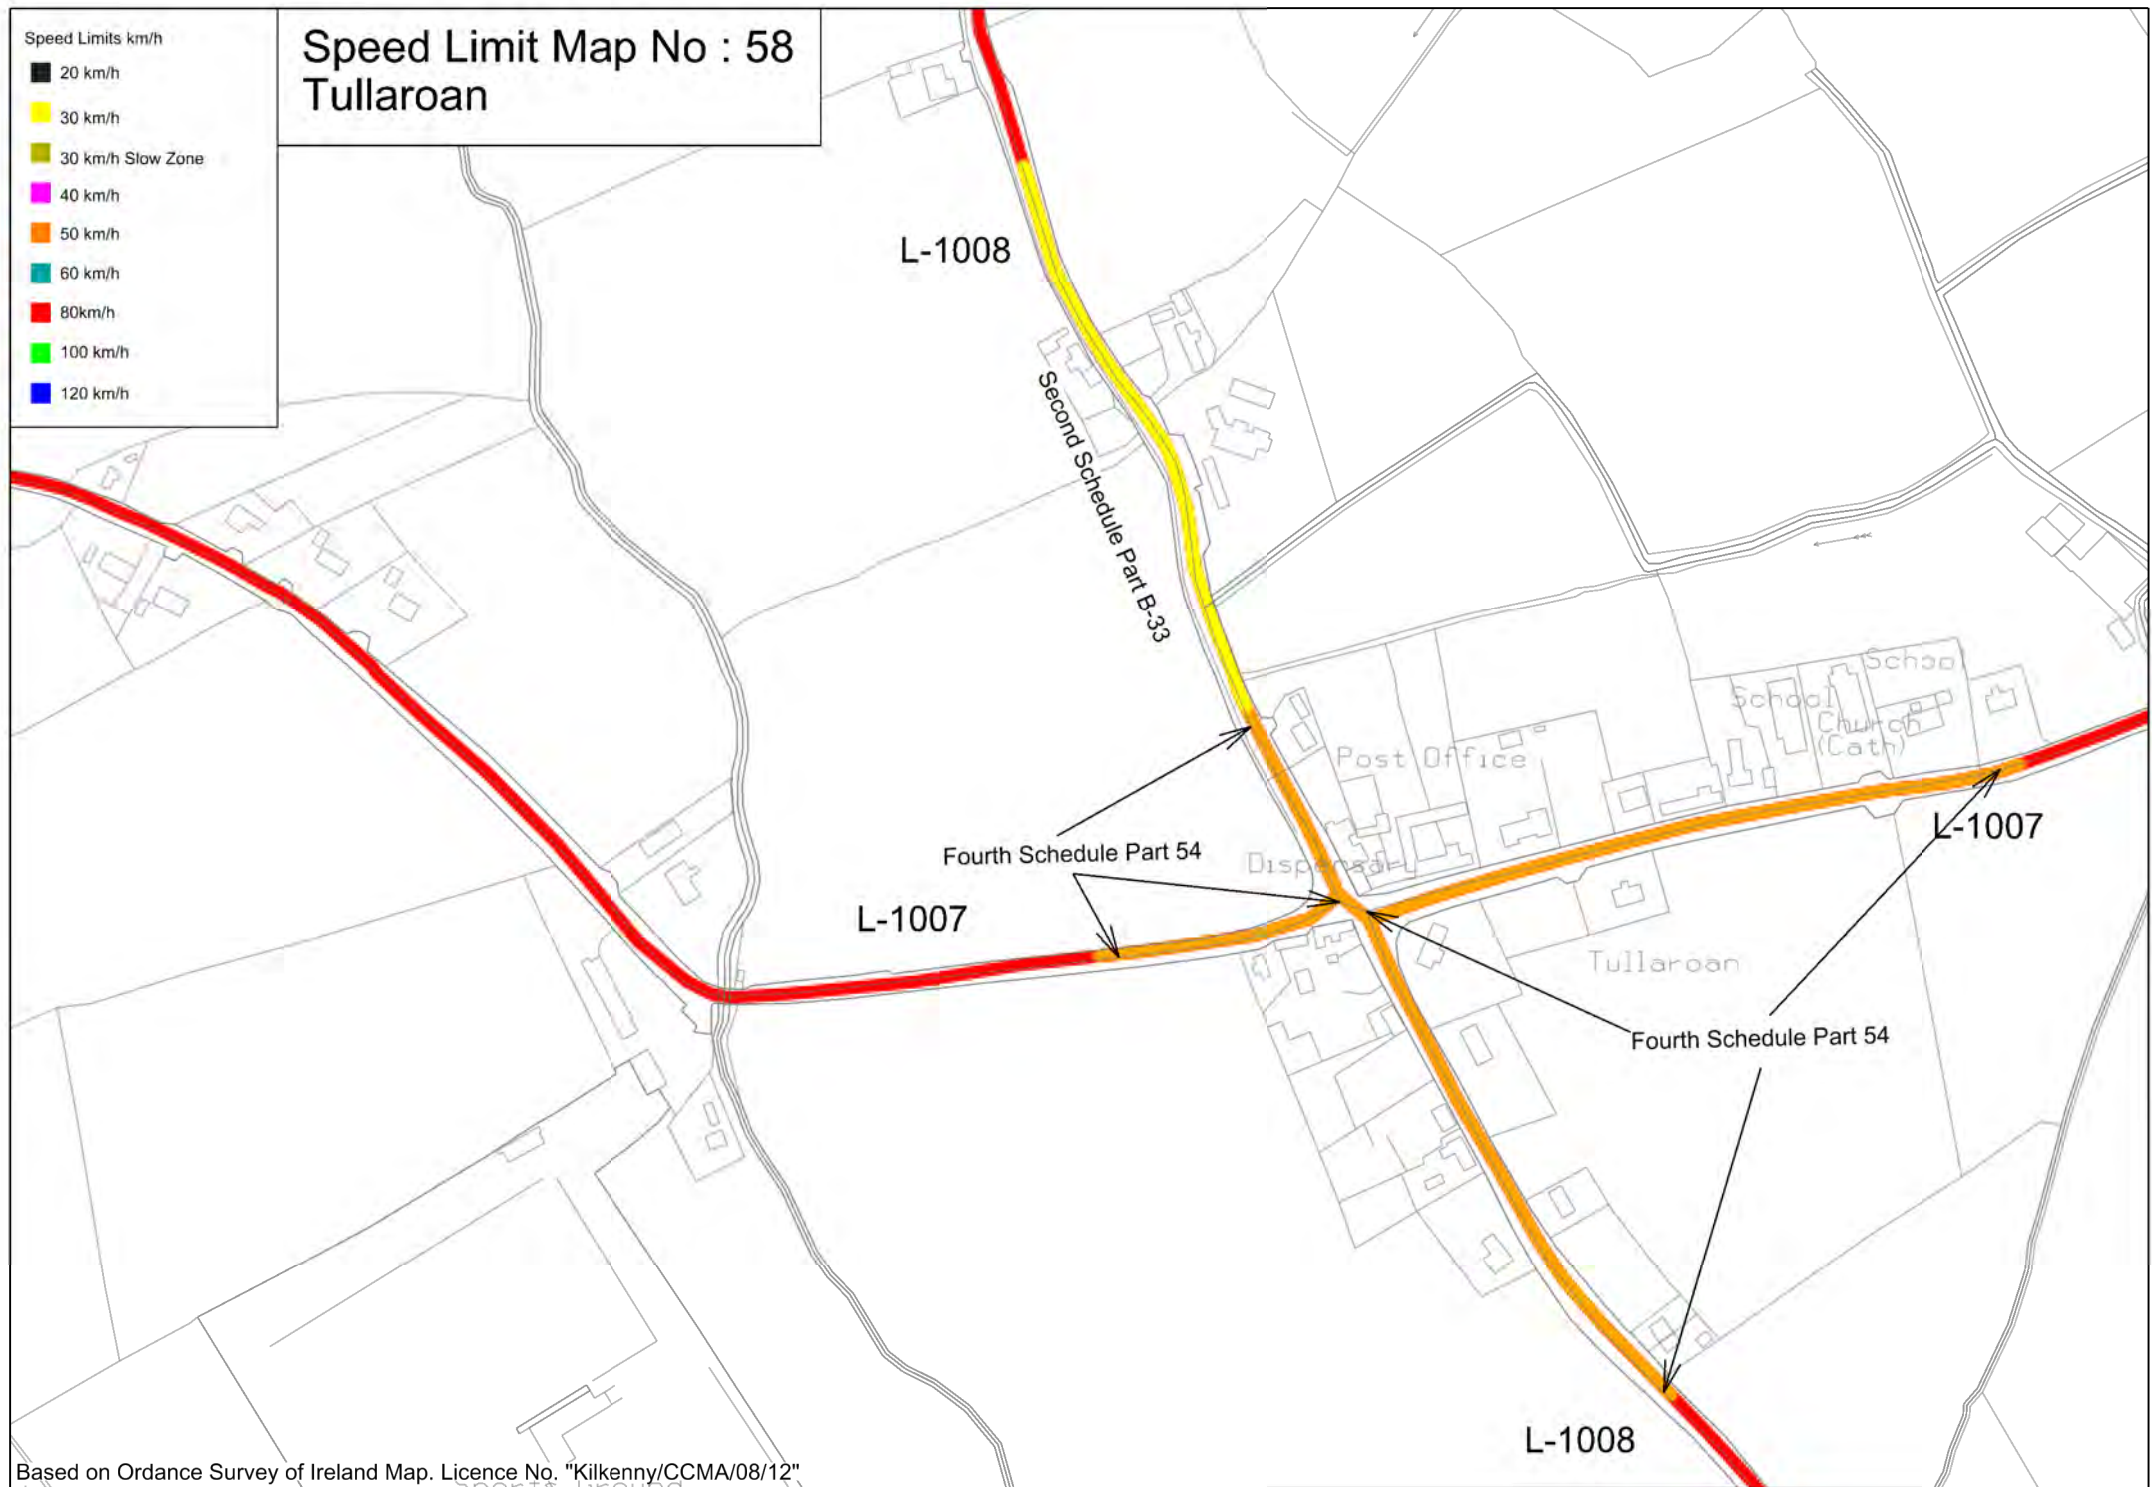 Speed Limits km/h
20 km/h
30 km/h
30 km/h Slow Zone
40 km/h
50 km/h
60 km/h
80km/h
100 km/h
120 km/h
Speed Limit Map No : 58
Tullaroan
L-1008
Second Schedule Part B-33
School
School
Church
(Cath)
Post Office
L-1007
Fourth Schedule Part 54
Dispensary
L-1007
Tullaroan
Fourth Schedule Part 54
L-1008
Based on Ordance Survey of Ireland Map. Licence No. "Kilkenny/CCMA/08/12"
Sports Ground